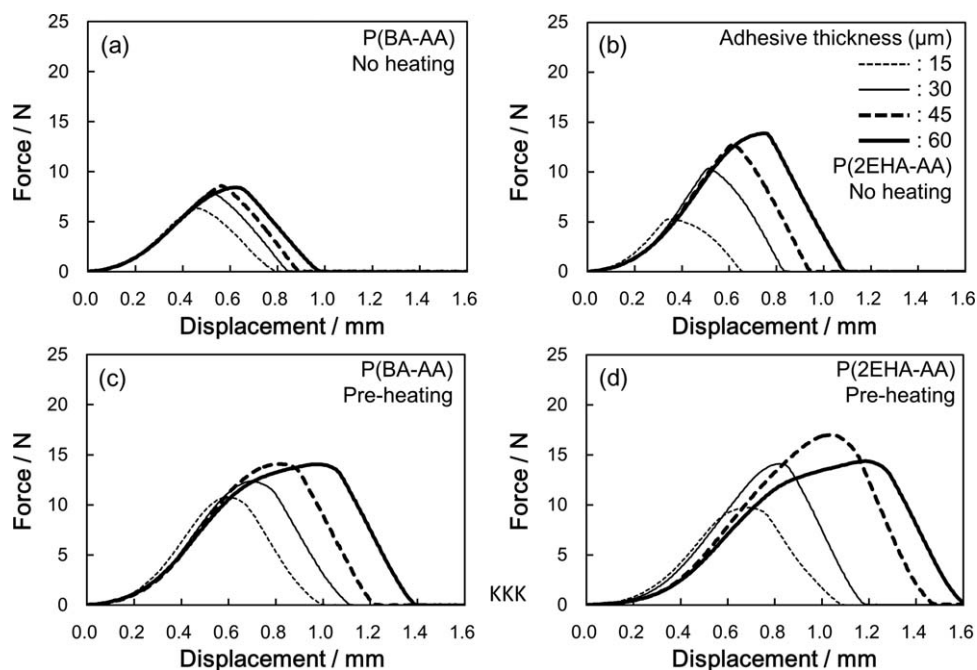 25
20
15
10
5
0
Force / N
(a)
P(BA-AA)
No heating
0.0 0.2 0.4 0.6 0.8 1.0 1.2 1.4 1.6
Displacement / mm
25
20
15
10
5
0
Force / N
(b)
Adhesive thickness (μm)
: 15
: 30
: 45
: 60
P(2EHA-AA)
No heating
0.0 0.2 0.4 0.6 0.8 1.0 1.2 1.4 1.6
Displacement / mm
25
20
15
10
5
0
Force / N
(c)
P(BA-AA)
Pre-heating
0.0 0.2 0.4 0.6 0.8 1.0 1.2 1.4 1.6
Displacement / mm
KKK
25
20
15
10
5
0
Force / N
(d)
P(2EHA-AA)
Pre-heating
0.0 0.2 0.4 0.6 0.8 1.0 1.2 1.4 1.6
Displacement / mm